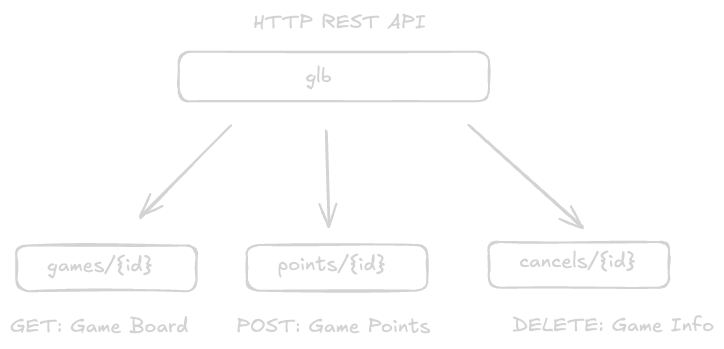 HTTP REST API
glb
games/{id}
points/{id}
cancels/{id}
GET: Game Board
POST: Game Points
DELETE: Game Info